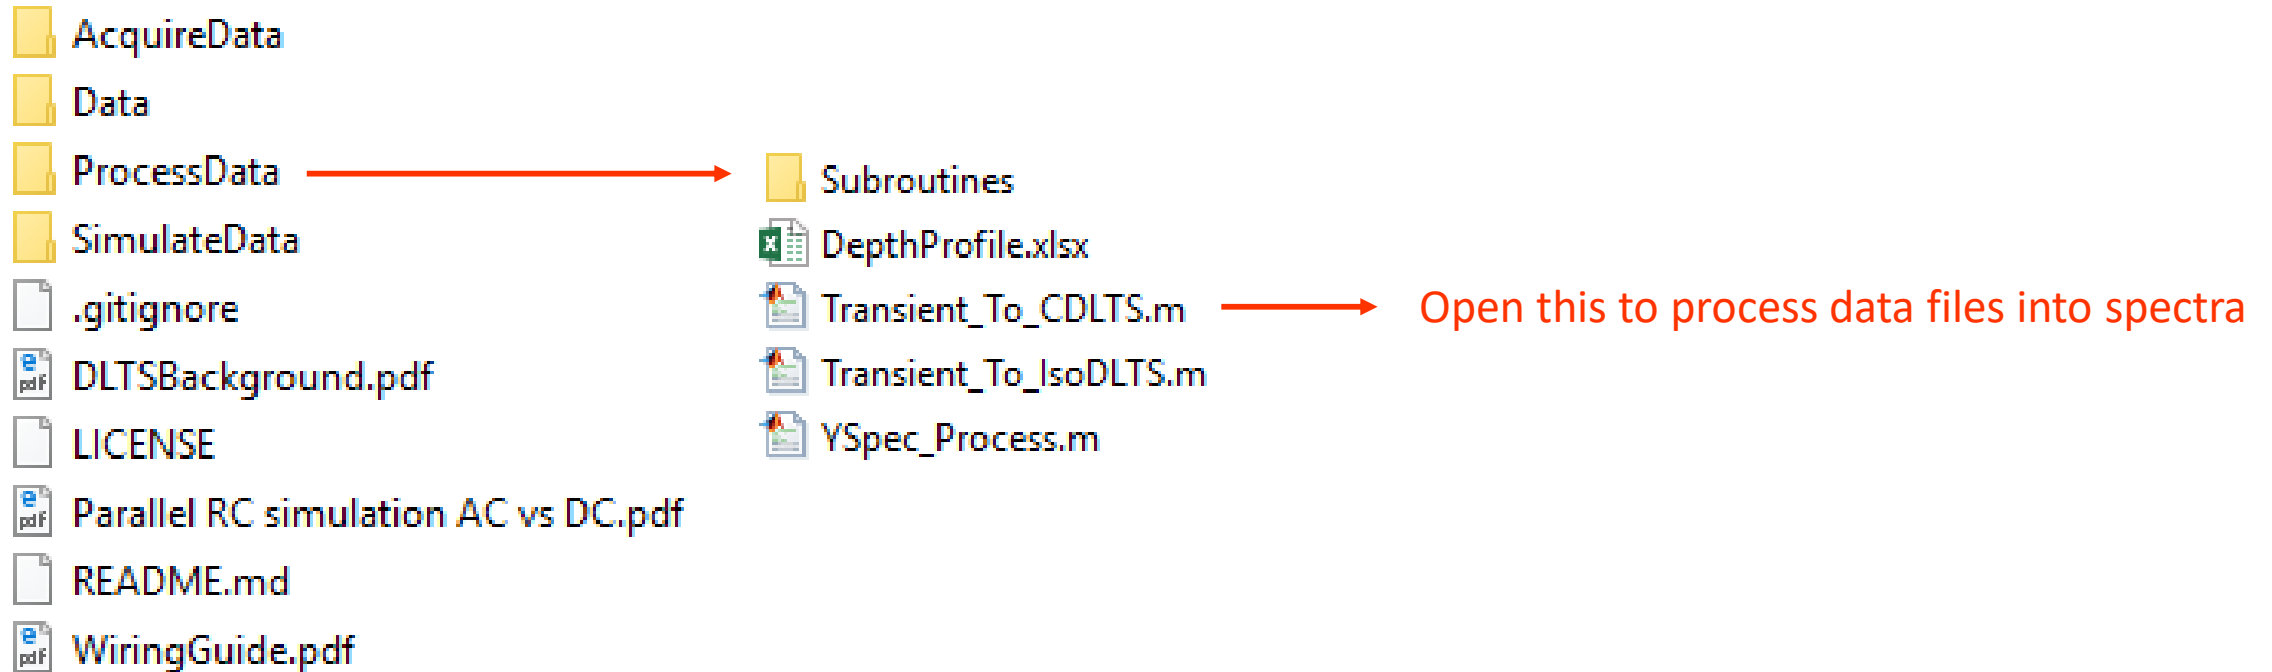 AcquireData
Data
ProcessData
SimulateData
.gitignore
DLTSBackground.pdf
LICENSE
Parallel RC simulation AC vs DC.pdf
README.md
WiringGuide.pdf
Subroutines
DepthProfile.xlsx
Transient_To_CDLTS.m
Transient_To_IsoDLTS.m
YSpec_Process.m
Open this to process data files into spectra